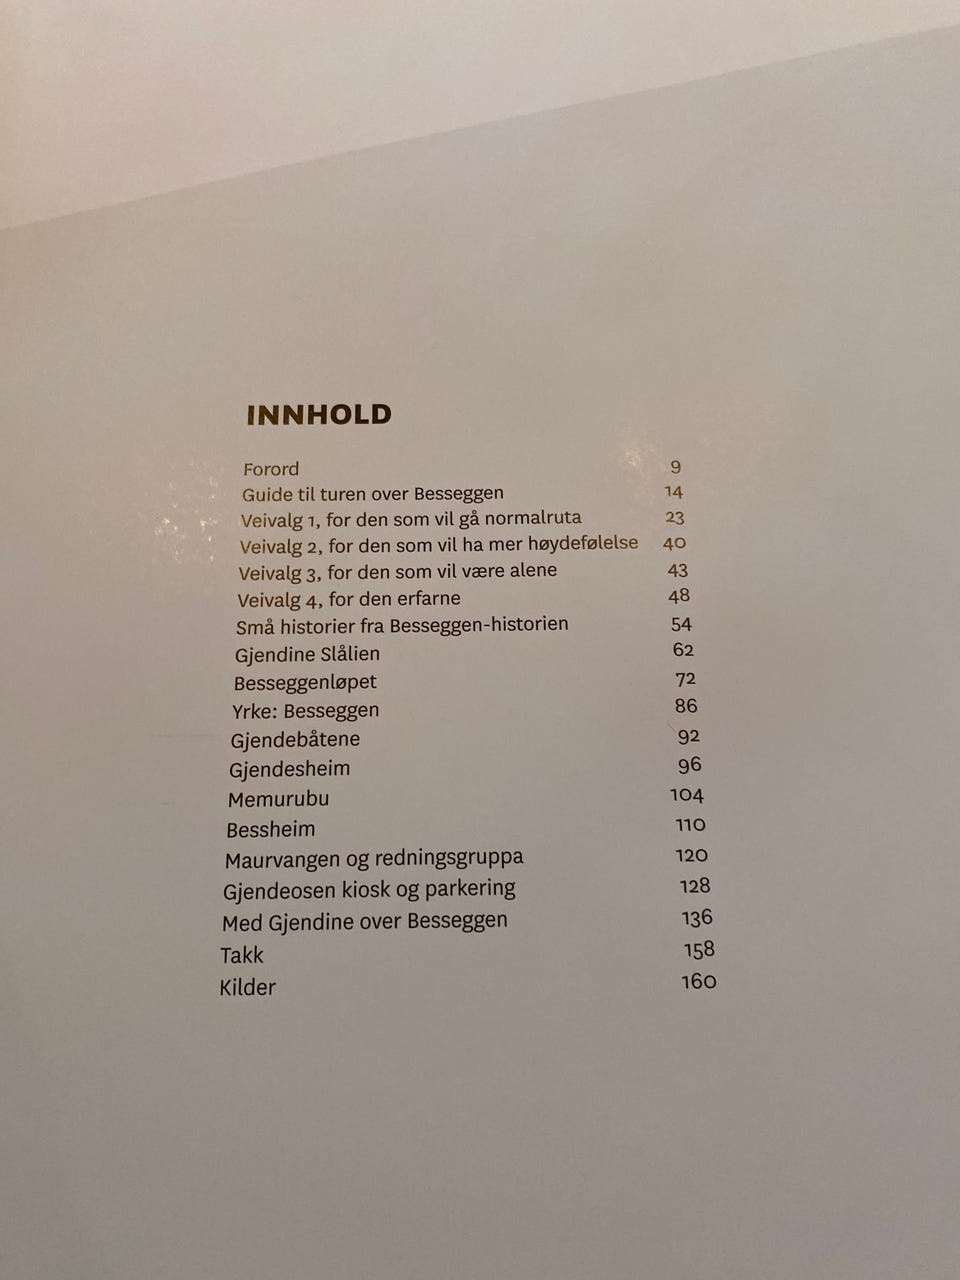 INNHOLD
Forord 9
Guide til turen over Besseggen 14
Veivalg 1, for den som vil gå normalruta 23
Veivalg 2, for den som vil ha mer høydefølelse 40
Veivalg 3, for den som vil være alene 43
Veivalg 4, for den erfarne 48
Små historier fra Besseggen-historien 54
Gjendine Slålien 62
Besseggenløpet 72
Yrke: Besseggen 86
Gjendebåtene 92
Gjendesheim 96
Memurubu 104
Bessheim 110
Maurvangen og redningsgruppa 120
Gjendeosen kiosk og parkering 128
Med Gjendine over Besseggen 136
Takk 158
Kilder 160